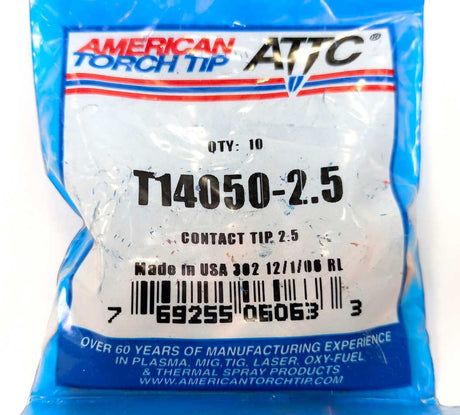 AMERICAN
TORCH TIP
ATTC®
QTY: 10
T14050-2.5
CONTACT TIP 2.5
Made in USA 302 12/1/06 RL
7 69255 05063 3
OVER 60 YEARS OF MANUFACTURING EXPERIENCE
IN PLASMA, MIG, TIG, LASER, OXY-FUEL
& THERMAL SPRAY PRODUCTS
WWW.AMERICANTORCHTIP.COM